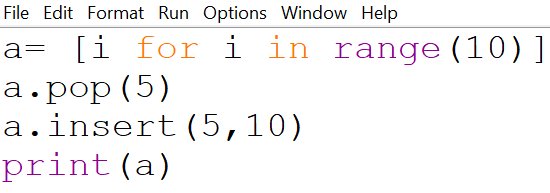 File Edit Format Run Options Window Help
a= [i for i in range(10)]
a.pop(5)
a.insert(5,10)
print(a)